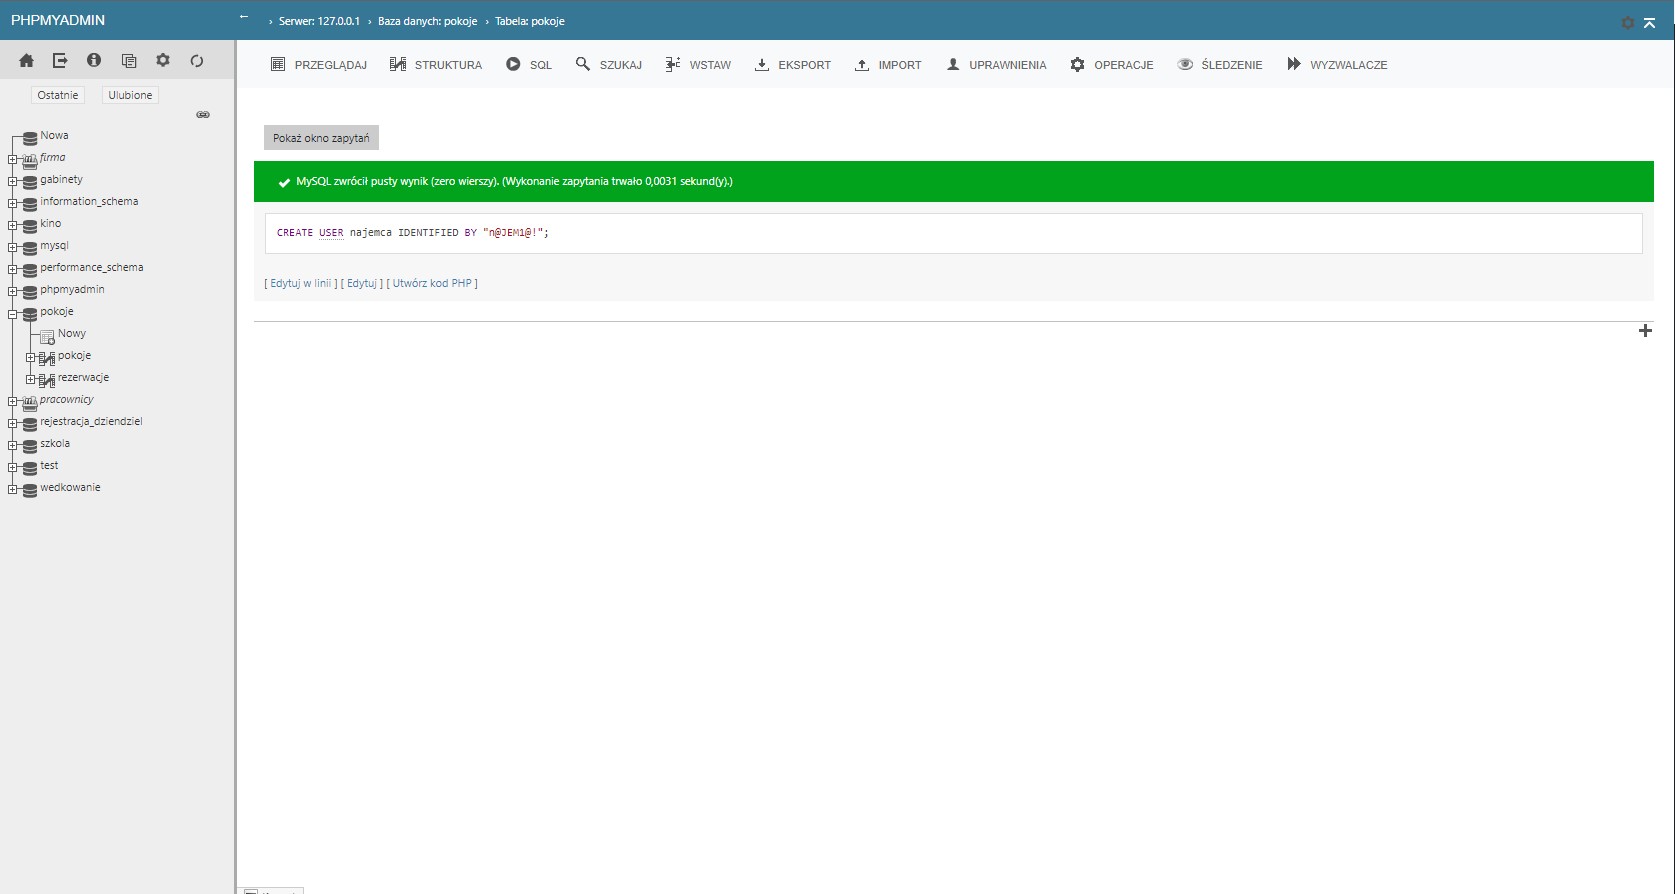 PHPMYADMIN
← › Serwer: 127.0.0.1 › Baza danych: pokoje › Tabela: pokoje
PRZEGLĄDAJ STRUKTURA SQL SZUKAJ WSTAW EKSPORT IMPORT UPRAWNIENIA OPERACJE ŚLEDZENIE WYZWALACZE
Ostatnie Ulubione
Nowa
firma
gabinety
information_schema
kino
mysql
performance_schema
phpmyadmin
pokoje
Nowy
pokoje
rezerwacje
pracownicy
rejestracja_dziendziel
szkola
test
wedkowanie
Pokaż okno zapytań
MySQL zwrócił pusty wynik (zero wierszy). (Wykonanie zapytania trwało 0,0031 sekund(y).)
CREATE USER najemca IDENTIFIED BY "n@JEM1@!";
[ Edytuj w linii ] [ Edytuj ] [ Utwórz kod PHP ]